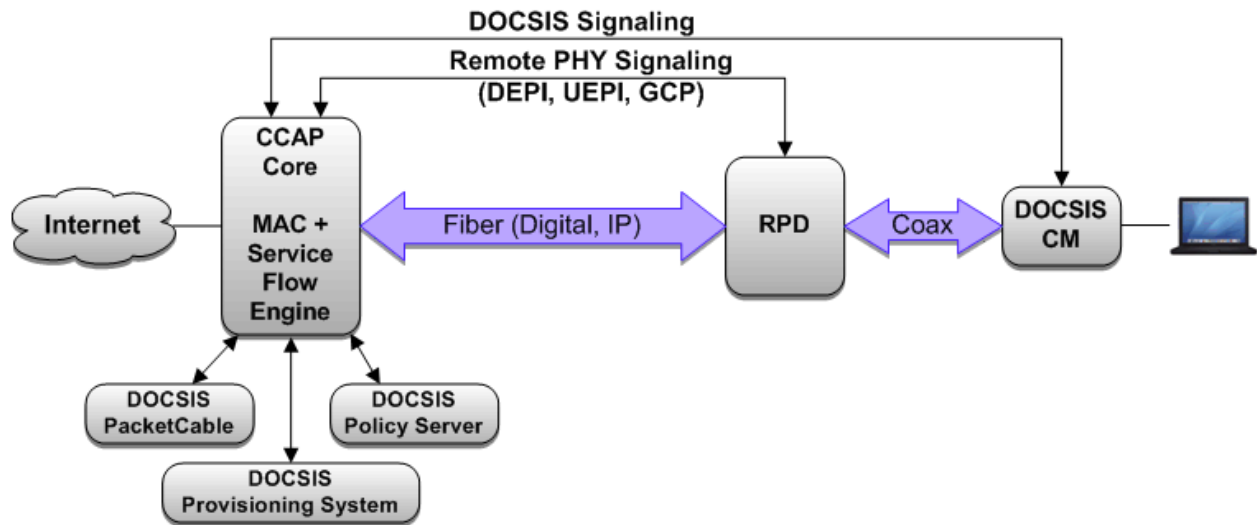 DOCSIS Signaling
Remote PHY Signaling
(DEPI, UEPI, GCP)
CCAP
Core
MAC +
Service
Flow
Engine
Internet
Fiber (Digital, IP)
RPD
Coax
DOCSIS
CM
DOCSIS
PacketCable
DOCSIS
Policy Server
DOCSIS
Provisioning System